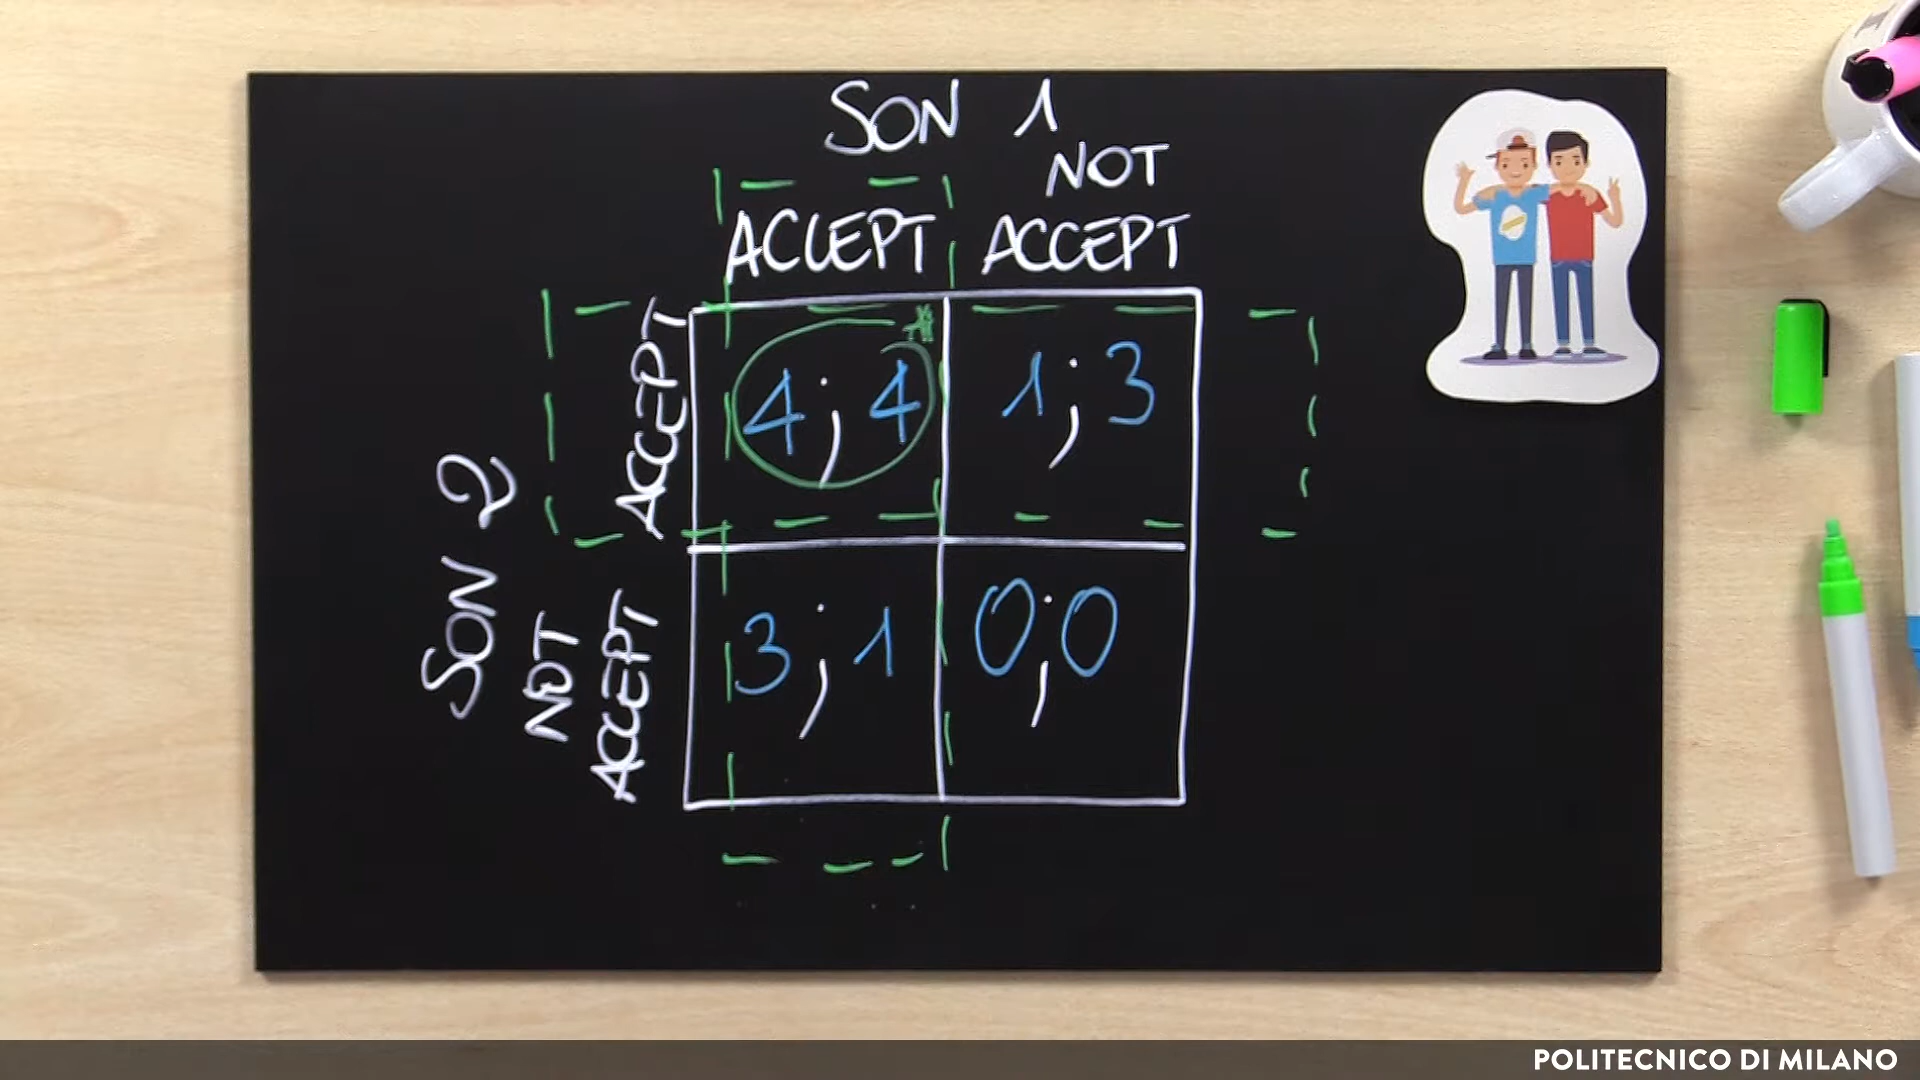 SON 1
NOT
ACCEPT ACCEPT
SON 2
ACCEPT
4; 4 1; 3
NOT
ACCEPT
3; 1 0; 0
POLITECNICO DI MILANO